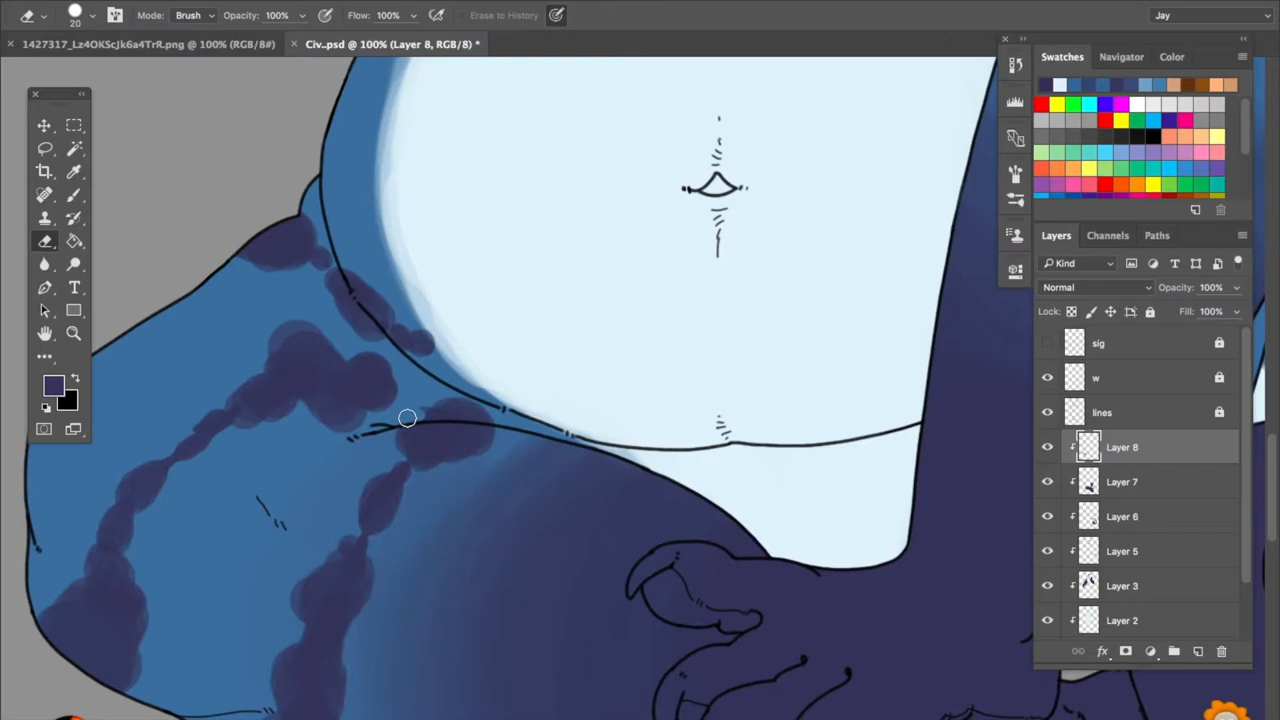 Mode: Brush Opacity: 100% Flow: 100% Erase to History Jay
20
1427317_Lz4OKScJk6a4TrR.png @ 100% (RGB/8#) Civ..psd @ 100% (Layer 8, RGB/8) *
Swatches Navigator Color
Layers Channels Paths
Kind
Normal Opacity: 100%
Lock: Fill: 100%
sig
w
lines
Layer 8
Layer 7
Layer 6
Layer 5
Layer 3
Layer 2
fx